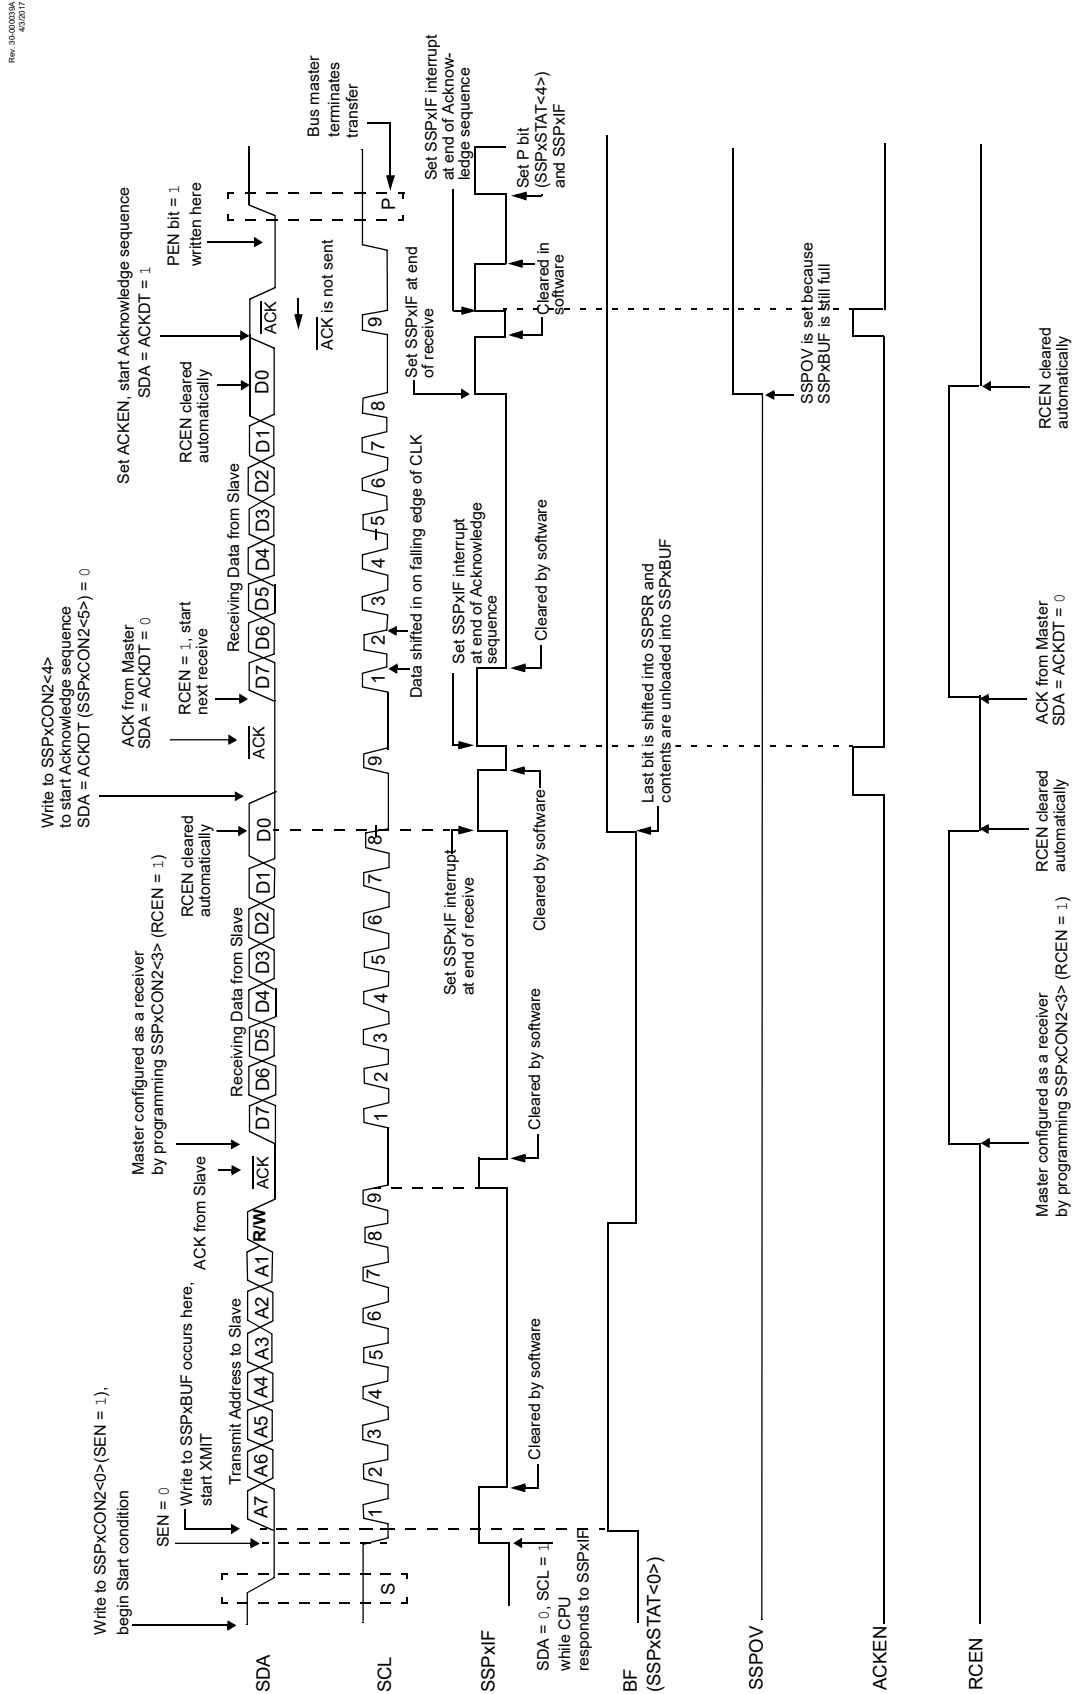 Rev. 30-000039A
4/3/2017
Write to SSPxCON2<4>
to start Acknowledge sequence
SDA = ACKDT (SSPxCON2<5>) = 0
Set ACKEN, start Acknowledge sequence
SDA = ACKDT = 1
Write to SSPxCON2<0>(SEN = 1),
begin Start condition
Master configured as a receiver
by programming SSPxCON2<3> (RCEN = 1)
ACK from Master
SDA = ACKDT = 0
PEN bit = 1
written here
SEN = 0
Write to SSPxBUF occurs here,
start XMIT
ACK from Slave
RCEN cleared
automatically
RCEN = 1, start
next receive
RCEN cleared
automatically
Transmit Address to Slave
Receiving Data from Slave
Receiving Data from Slave
SDA
A7 A6 A5 A4 A3 A2 A1 R/W ACK D7 D6 D5 D4 D3 D2 D1 D0 ACK D7 D6 D5 D4 D3 D2 D1 D0 ACK
ACK is not sent
Bus master
terminates
transfer
SCL
S 1 2 3 4 5 6 7 8 9 1 2 3 4 5 6 7 8 9 1 2 3 4 5 6 7 8 9 P
Data shifted in on falling edge of CLK
Set SSPxIF at end
of receive
Set SSPxIF interrupt
at end of Acknow-
ledge sequence
Set SSPxIF interrupt
at end of receive
Set SSPxIF interrupt
at end of Acknowledge
sequence
SSPxIF
SDA = 0, SCL = 1
while CPU
responds to SSPxIF
Cleared by software
Cleared by software
Cleared by software
Cleared by software
Cleared in
software
Set P bit
(SSPxSTAT<4>)
and SSPxIF
BF
(SSPxSTAT<0>)
Last bit is shifted into SSPSR and
contents are unloaded into SSPxBUF
SSPOV
SSPOV is set because
SSPxBUF is still full
ACKEN
RCEN
Master configured as a receiver
by programming SSPxCON2<3> (RCEN = 1)
RCEN cleared
automatically
ACK from Master
SDA = ACKDT = 0
RCEN cleared
automatically